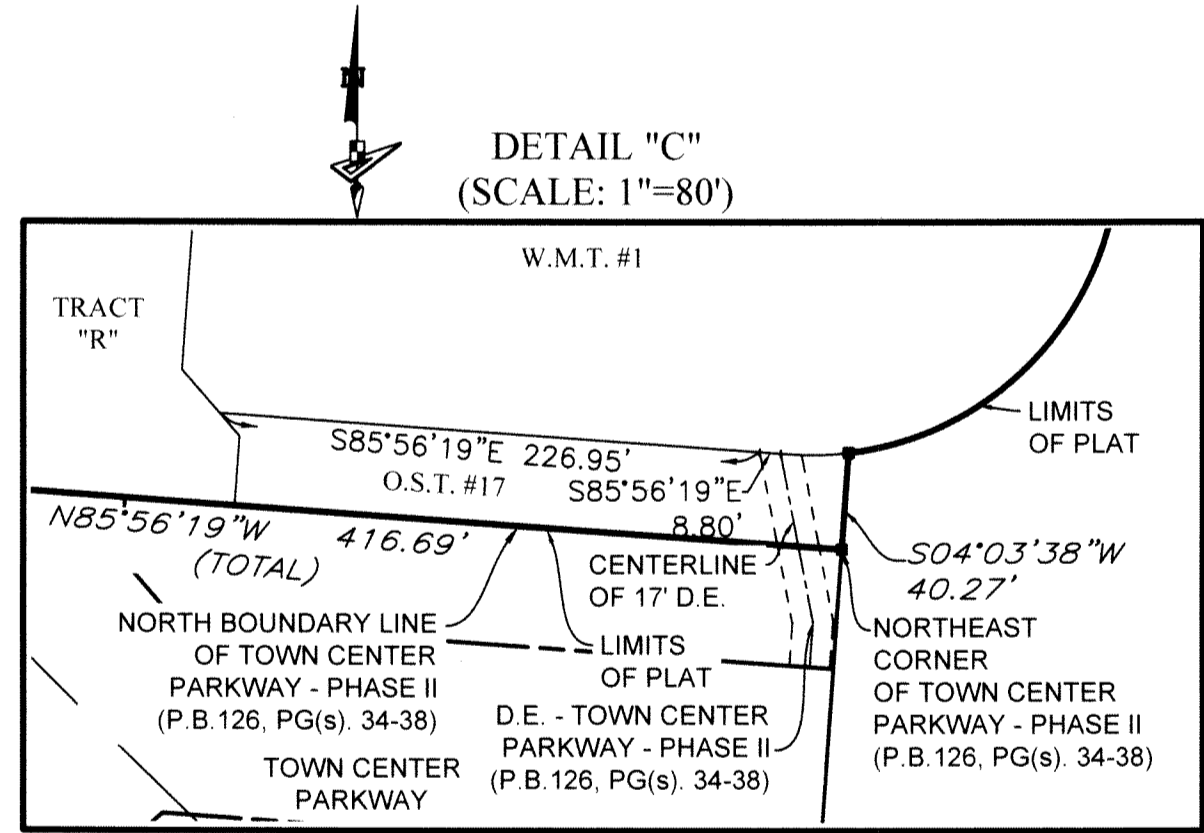 N
DETAIL "C"
(SCALE: 1"=80')
W.M.T. #1
TRACT
"R"
LIMITS
OF PLAT
S85°56'19"E 226.95'
O.S.T. #17
S85°56'19"E
8.80'
N85°56'19"W
416.69'
(TOTAL)
CENTERLINE
OF 17' D.E.
S04°03'38"W
40.27'
NORTH BOUNDARY LINE
OF TOWN CENTER
PARKWAY - PHASE II
(P.B.126, PG(s). 34-38)
LIMITS
OF PLAT
NORTHEAST
CORNER
OF TOWN CENTER
PARKWAY - PHASE II
(P.B.126, PG(s). 34-38)
D.E. - TOWN CENTER
PARKWAY - PHASE II
(P.B.126, PG(s). 34-38)
TOWN CENTER
PARKWAY